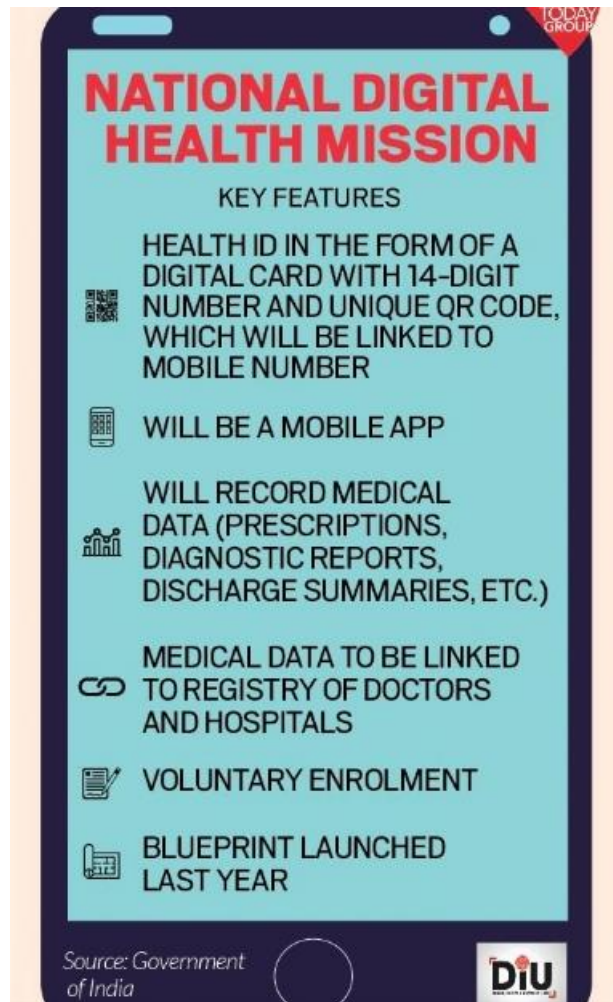 TODAY
GROUP
NATIONAL DIGITAL
HEALTH MISSION
KEY FEATURES
HEALTH ID IN THE FORM OF A
DIGITAL CARD WITH 14-DIGIT
NUMBER AND UNIQUE QR CODE,
WHICH WILL BE LINKED TO
MOBILE NUMBER
WILL BE A MOBILE APP
WILL RECORD MEDICAL
DATA (PRESCRIPTIONS,
DIAGNOSTIC REPORTS,
DISCHARGE SUMMARIES, ETC.)
MEDICAL DATA TO BE LINKED
TO REGISTRY OF DOCTORS
AND HOSPITALS
VOLUNTARY ENROLMENT
BLUEPRINT LAUNCHED
LAST YEAR
Source: Government
of India
DiU